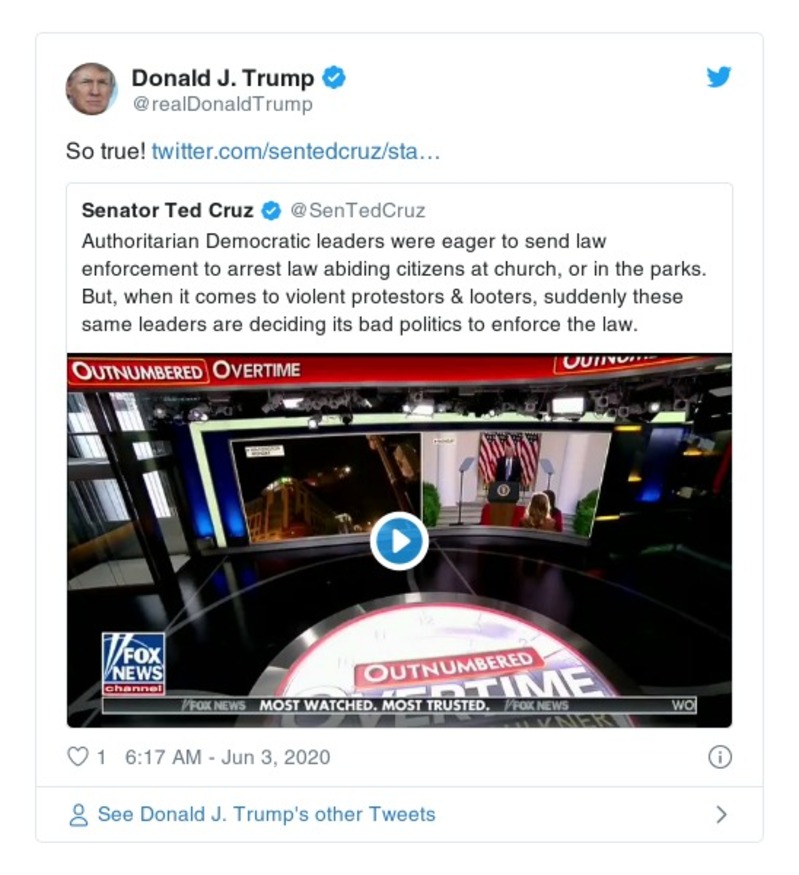 Donald J. Trump
@realDonaldTrump
So true! twitter.com/sentedcruz/sta…
Senator Ted Cruz @SenTedCruz
Authoritarian Democratic leaders were eager to send law
enforcement to arrest law abiding citizens at church, or in the parks.
But, when it comes to violent protestors & looters, suddenly these
same leaders are deciding its bad politics to enforce the law.
OUTNUMBERED OVERTIME
FOX
NEWS
channel
OUTNUMBERED
OVERTIME
FOX NEWS MOST WATCHED. MOST TRUSTED. FOX NEWS WO
1 6:17 AM - Jun 3, 2020
See Donald J. Trump's other Tweets